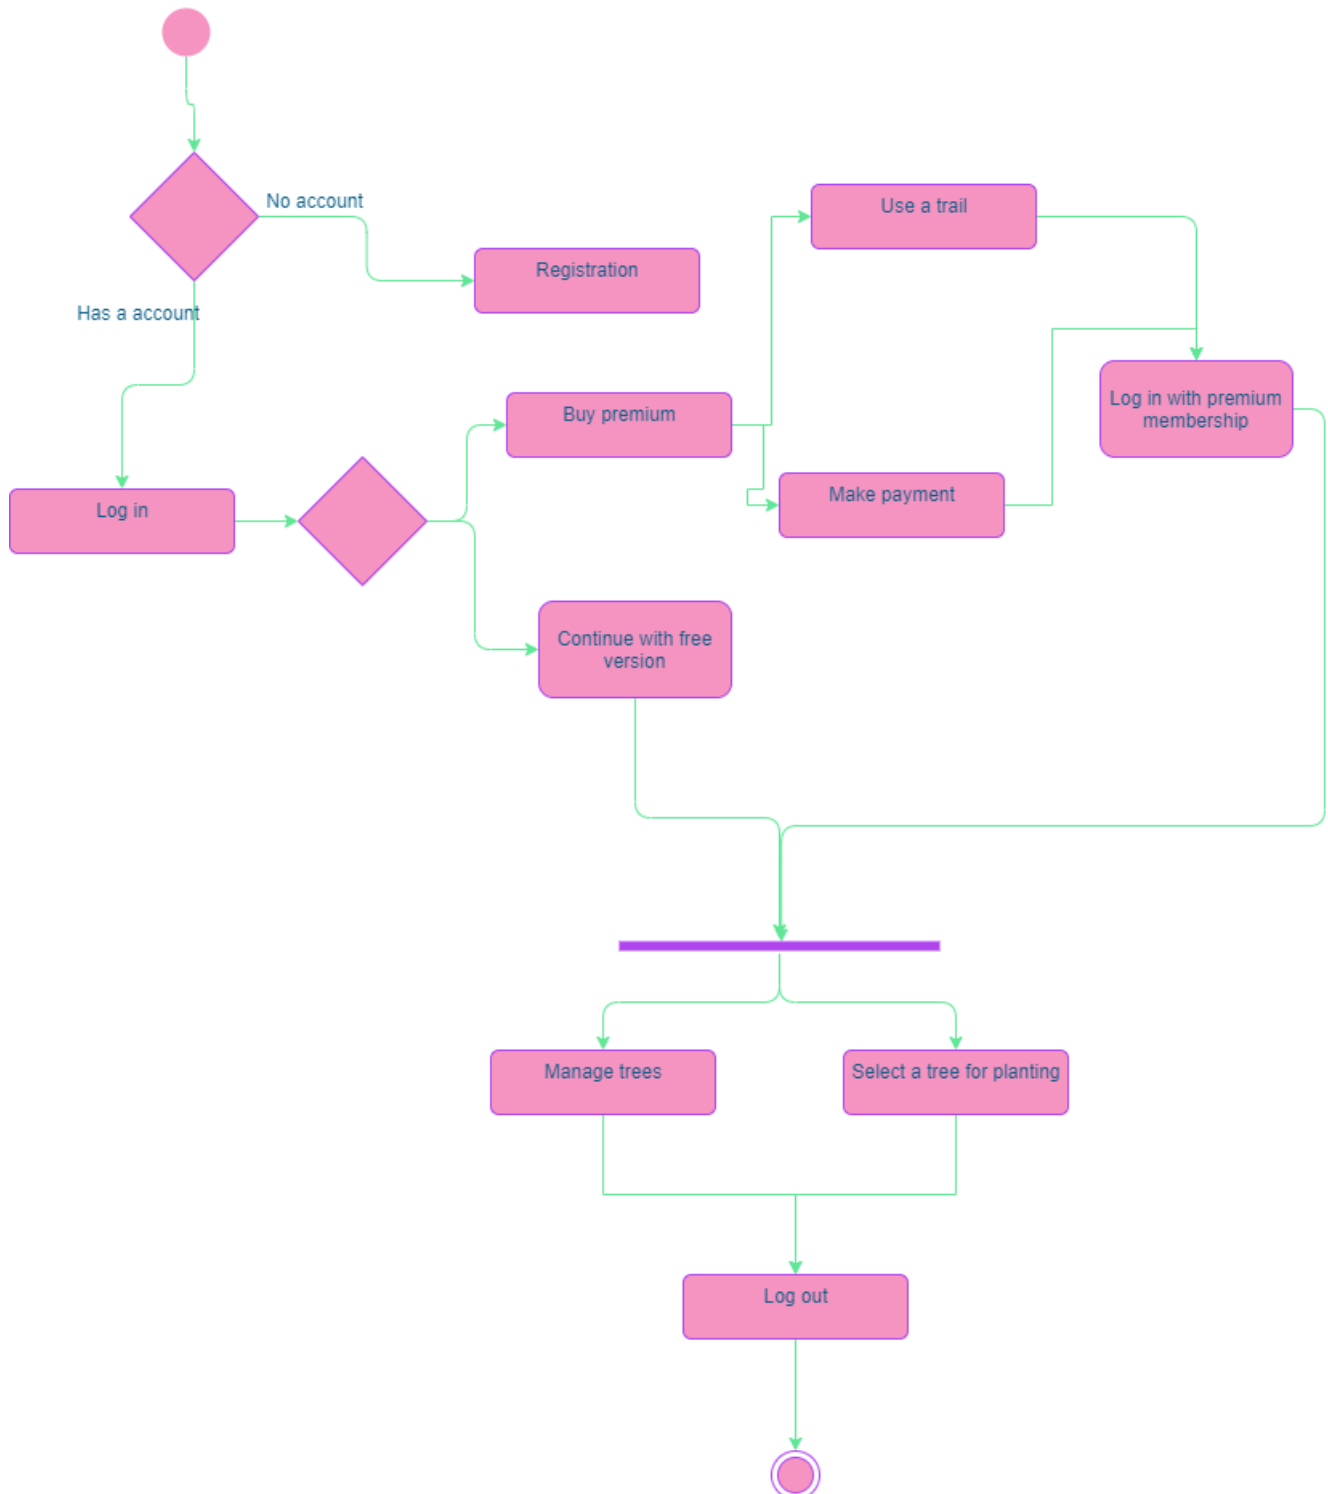 No account
Use a trail
Registration
Has a account
Buy premium
Log in with premium
membership
Make payment
Log in
Continue with free
version
Manage trees
Select a tree for planting
Log out